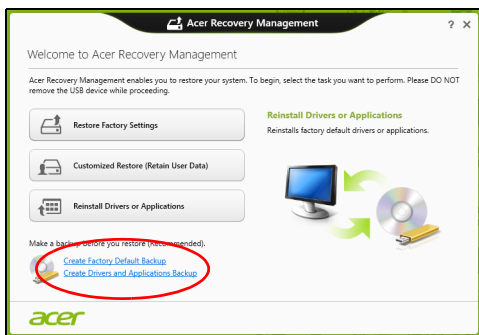 Acer Recovery Management
? X
Welcome to Acer Recovery Management
Acer Recovery Management enables you to restore your system. To begin, select the task you want to perform. Please DO NOT
remove the USB device while proceeding.
Restore Factory Settings
Customized Restore (Retain User Data)
Reinstall Drivers or Applications
Reinstall Drivers or Applications
Reinstalls factory default drivers or applications.
Make a backup before you restore (Recommended).
Create Factory Default Backup
Create Drivers and Applications Backup
acer